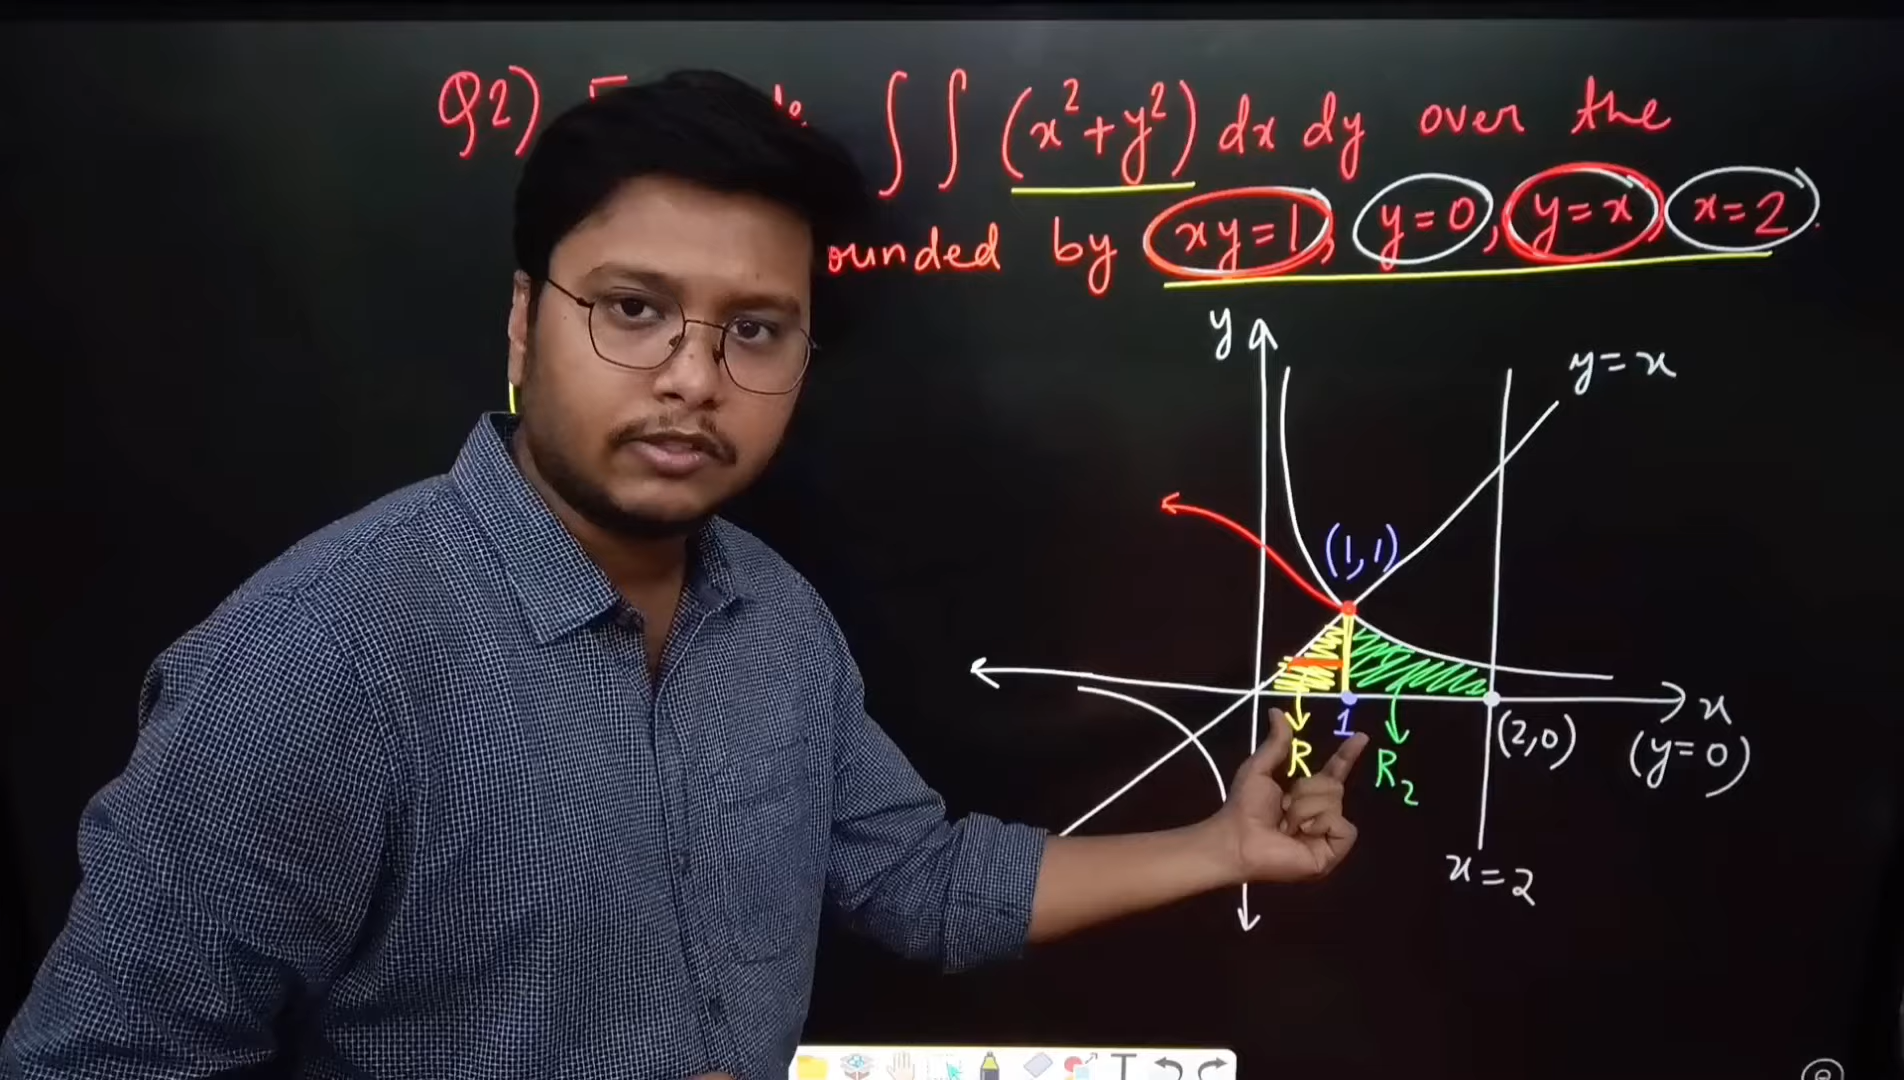 Q2) ∫∫ (x²+y²) dx dy over the
ounded by xy=1, y=0, y=x, x=2.
y
y=x
(1,1)
1
x
(2,0)
(y=0)
R
R₂
x=2
T